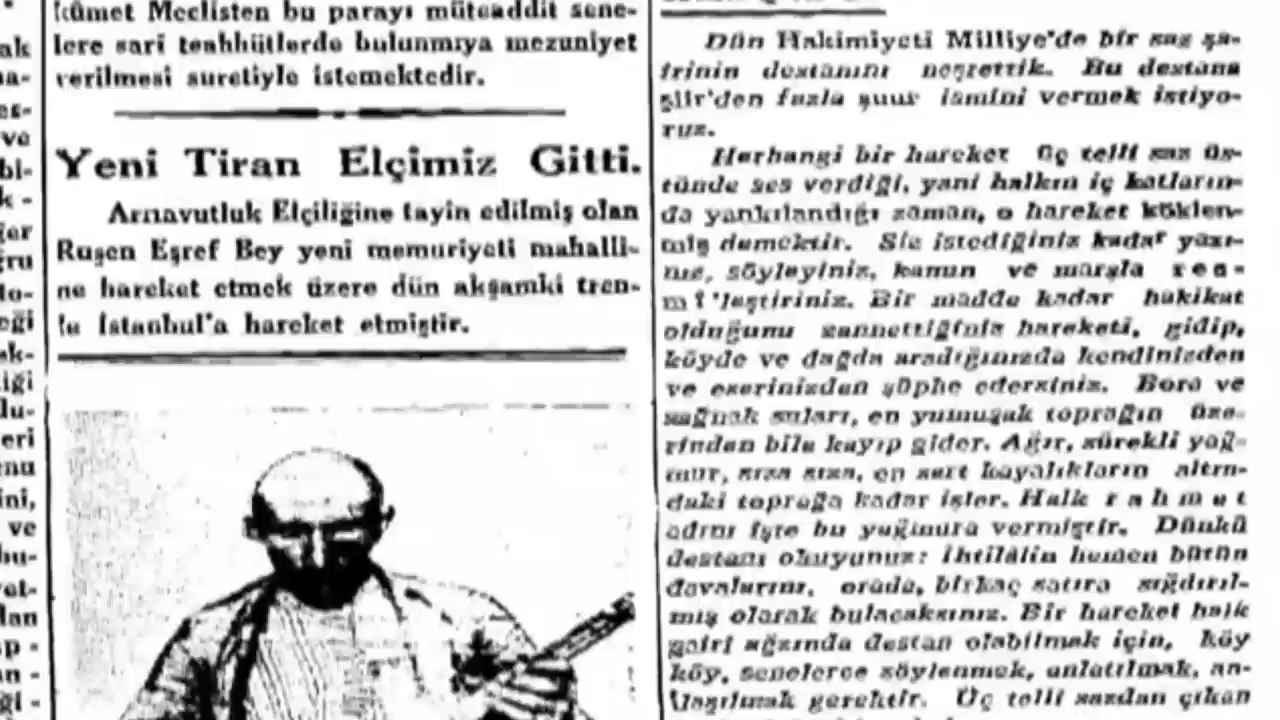 kûmet Meclisten bu parayı müteaddit sene-
lere sari teahhütlerde bulunmıya mezuniyet
verilmesi suretiyle istemektedir.
Yeni Tiran Elçimiz Gitti.
Arnavutluk Elçiliğine tayin edilmiş olan
Ruşen Eşref Bey yeni memuriyeti mahalli-
ne hareket etmek üzere dün akşamki tren-
le İstanbul'a hareket etmiştir.
Dün Hakimiyeti Milliye'de bir saz şa-
irinin destanını neşrettik. Bu destana
şiir'den fazla şuur ismini vermek istiyo-
ruz.
Herhangi bir hareket üç telli saz üs-
tünde ses verdiği, yani halkın iç katların-
da yankılandığı zaman, o hareket köklen-
miş demektir. Siz istediğiniz kadar yazı-
nız, söyleyiniz, kanun ve marşla res-
mî'leştiriniz. Bir madde kadar hakikat
olduğunu zannettiğiniz hareketi, gidip,
köyde ve dağda aradığınızda kendinizden
ve eserinizden şüphe edersiniz. Bora ve
sağnak suları, en yumuşak toprağın üze-
rinden bile kayıp gider. Ağır, sürekli yağ-
mur, sıza sıza, en sert kayalıkların altın-
daki toprağa kadar işler. Halk rahmet
adını işte bu yağmura vermiştir. Dünkü
destanı okuyunuz: İhtilâlin hemen bütün
davalarını, orada, birkaç satıra sığdırıl-
mış olarak bulacaksınız. Bir hareket halk
şairi ağzında destan olabilmek için, köy
köy, senelerce söylenmek, anlatılmak, an-
laşılmak gerektir. Üç telli sazdan çıkan